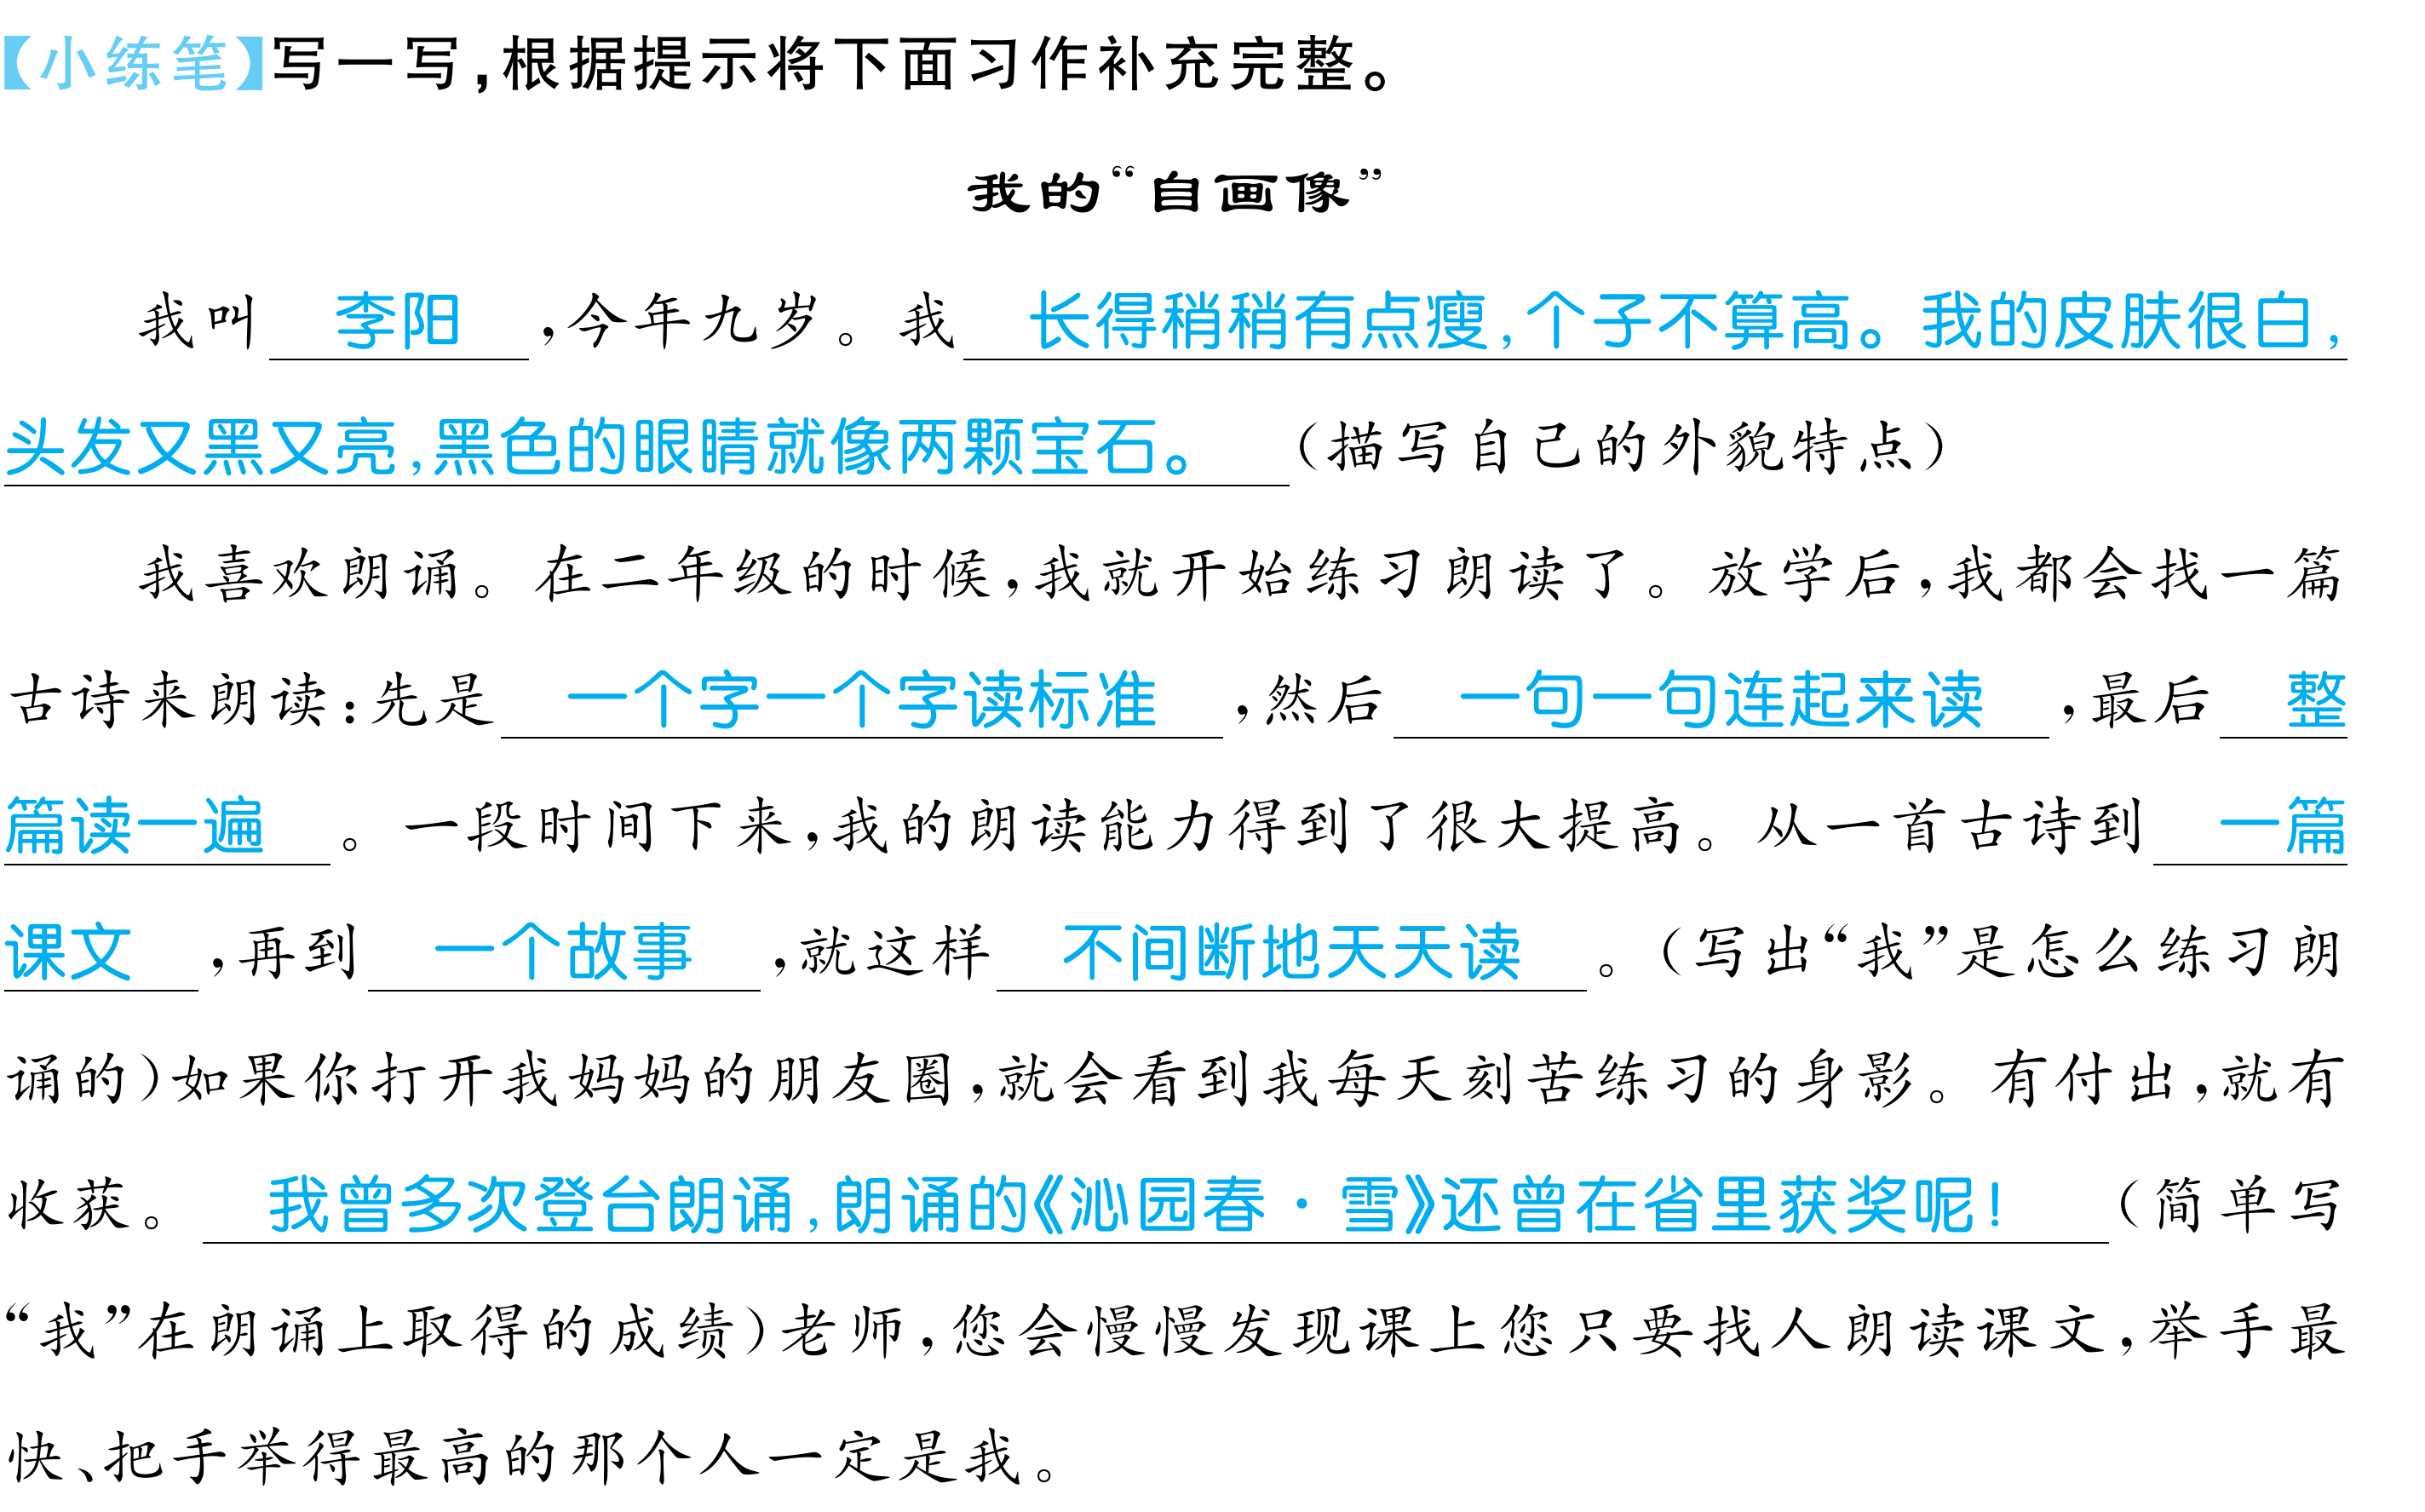 【小练笔】写一写,根据提示将下面习作补充完整。
我的“自画像”
我叫 李阳 ,今年九岁。我 长得稍稍有点瘦,个子不算高。我的皮肤很白,
头发又黑又亮,黑色的眼睛就像两颗宝石。 (描写自己的外貌特点)
我喜欢朗诵。在二年级的时候,我就开始练习朗读了。放学后,我都会找一篇
古诗来朗读:先是 一个字一个字读标准 ,然后 一句一句连起来读 ,最后 整
篇读一遍 。一段时间下来,我的朗读能力得到了很大提高。从一首古诗到 一篇
课文 ,再到 一个故事 ,就这样 不间断地天天读 。(写出“我”是怎么练习朗
诵的)如果你打开我妈妈的朋友圈,就会看到我每天刻苦练习的身影。有付出,就有
收获。 我曾多次登台朗诵,朗诵的《沁园春·雪》还曾在省里获奖呢! (简单写
“我”在朗诵上取得的成绩)老师,您会慢慢发现课上您只要找人朗读课文,举手最
快、把手举得最高的那个人一定是我。